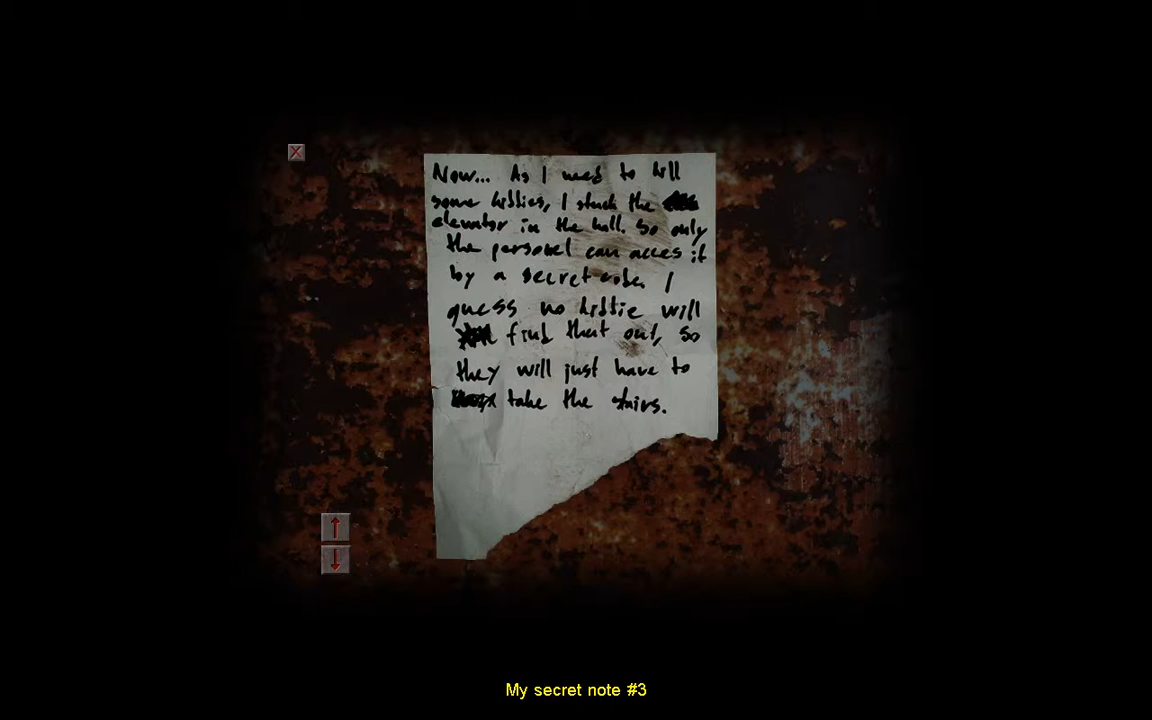 Now... As I need to kill
some kiddies, I stuck the
elevator in the hall. So only
the personel can acces it
by a secret code. I
guess no kiddie will
find that out, so
they will just have to
take the stairs.
My secret note #3